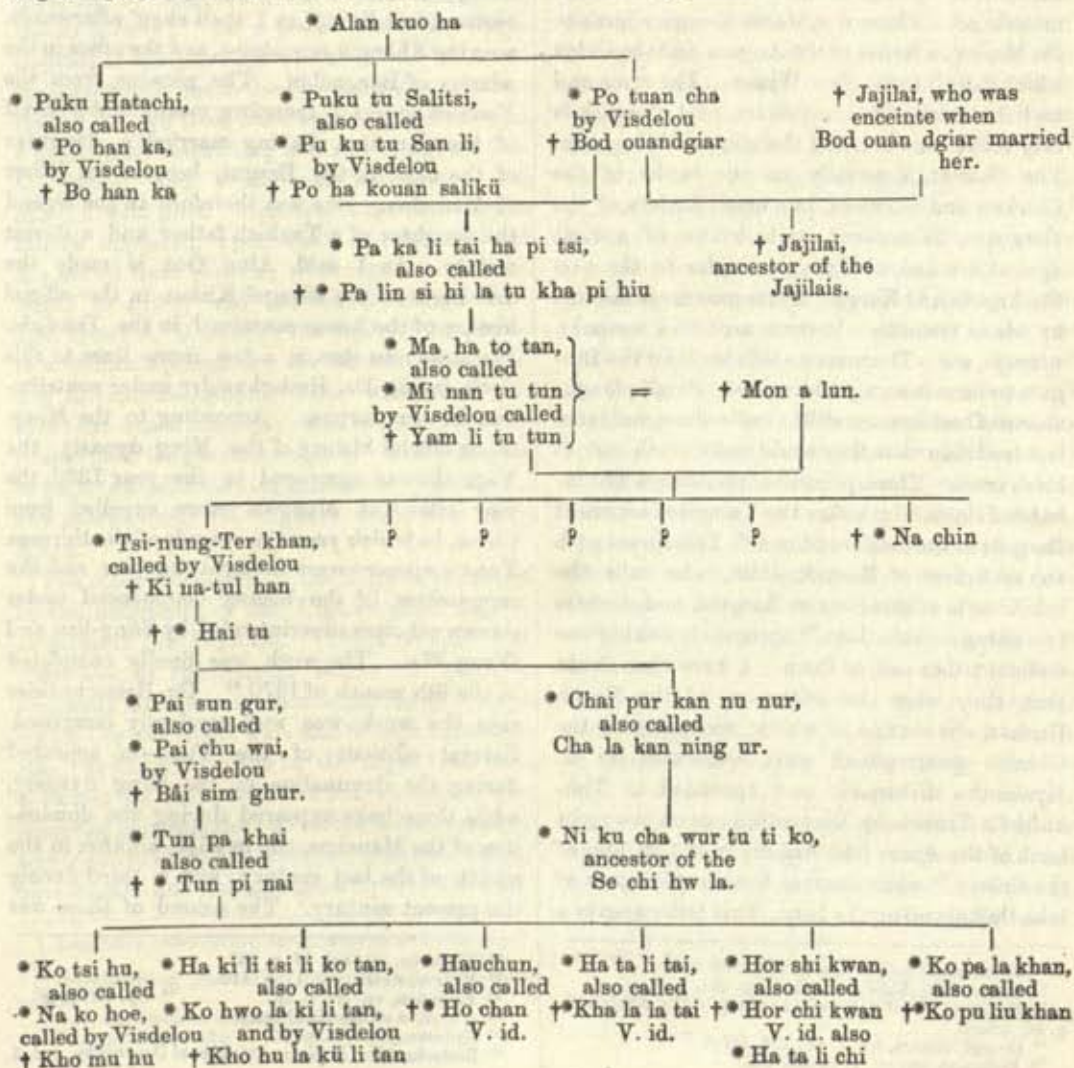 * Alan kuo ha
* Puku Hatachi,
also called
* Po han ka,
by Visdelou
† Bo han ka
* Puku tu Salitsi,
also called
* Pu ku tu San li,
by Visdelou
† Po ha kouan salikü
* Po tuan cha
by Visdelou
† Bod ouandgiar
† Jajilai, who was
enceinte when
Bod ouan dgiar married
her.
* Pa ka li tai ha pi tsi,
also called
† * Pa lin si hi la tu kha pi hiu
† Jajilai,
ancestor of the
Jajilais.
* Ma ha to tan,
also called
* Mi nan tu tun
by Visdelou called
† Yam li tu tun
=
† Mon a lun.
* Tsi-nung-Ter khan,
called by Visdelou
† Ki na-tul han
? ? ? ? ?
† * Na chin
† * Hai tu
* Pai sun gur,
also called
* Pai chu wai,
by Visdelou
† Băi sim ghur.
* Chai pur kan nu nur,
also called
Cha la kan ning ur.
* Tun pa khai
also called
† * Tun pi nai
* Ni ku cha wur tu ti ko,
ancestor of the
Se chi hw la.
* Ko tsi hu,
also called
* Na ko hoe,
called by Visdelou
† Kho mu hu
* Ha ki li tsi li ko tan,
also called
* Ko hwo la ki li tan,
and by Visdelou
† Kho hu la kü li tan
* Hauchun,
also called
† * Ho chan
V. id.
* Ha ta li tai,
also called
†* Kha la la tai
V. id.
* Hor shi kwan,
also called
† * Hor chi kwan
V. id. also
* Ha ta li chi
* Ko pa la khan,
also called
†* Ko pu liu khan